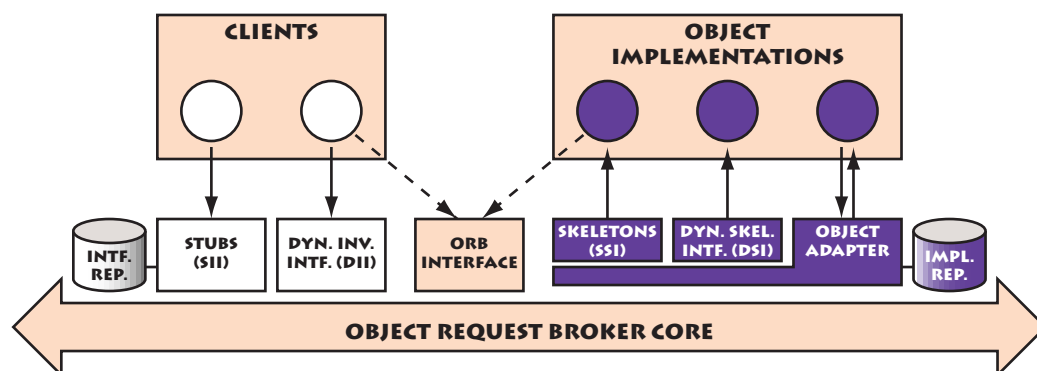 CLIENTS
OBJECT
IMPLEMENTATIONS
INTF.
REP.
STUBS
(SII)
DYN. INV.
INTF. (DII)
ORB
INTERFACE
SKELETONS
(SSI)
DYN. SKEL.
INTF. (DSI)
OBJECT
ADAPTER
IMPL.
REP.
OBJECT REQUEST BROKER CORE